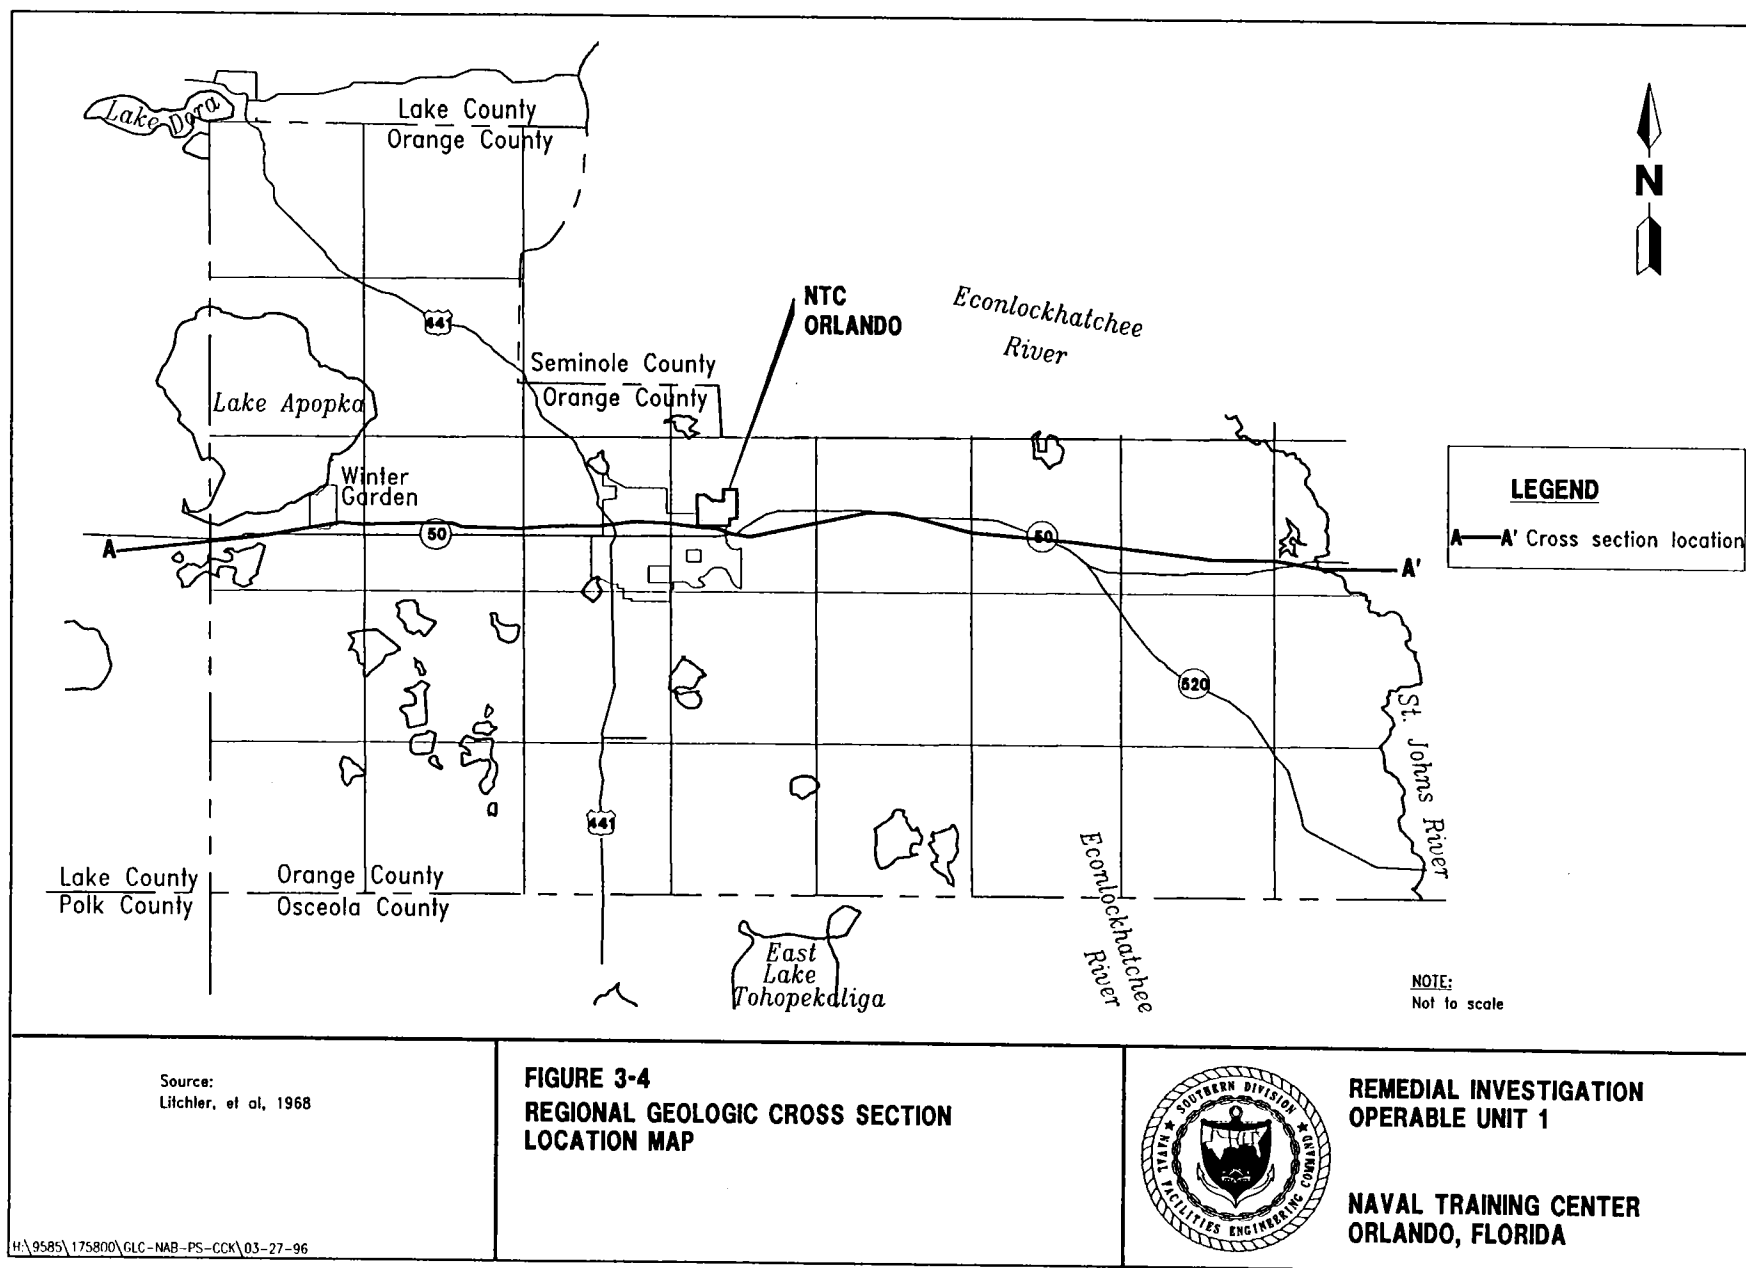 Lake Dora
Lake County
Orange County
N
NTC
ORLANDO
Econlockhatchee
River
441
Seminole County
Orange County
Lake Apopka
Winter
Garden
LEGEND
A A' Cross section location
A
50
50
A'
520
St. Johns River
441
Lake County
Polk County
Orange County
Osceola County
Econlockhatchee
River
East
Lake
Tohopekaliga
NOTE:
Not to scale
Source:
Litchler, et al, 1968
H:\9585\175800\GLC-NAB-PS-CCK\03-27-96
FIGURE 3-4
REGIONAL GEOLOGIC CROSS SECTION
LOCATION MAP
SOUTHERN DIVISION
NAVAL FACILITIES ENGINEERING COMMAND
REMEDIAL INVESTIGATION
OPERABLE UNIT 1
NAVAL TRAINING CENTER
ORLANDO, FLORIDA